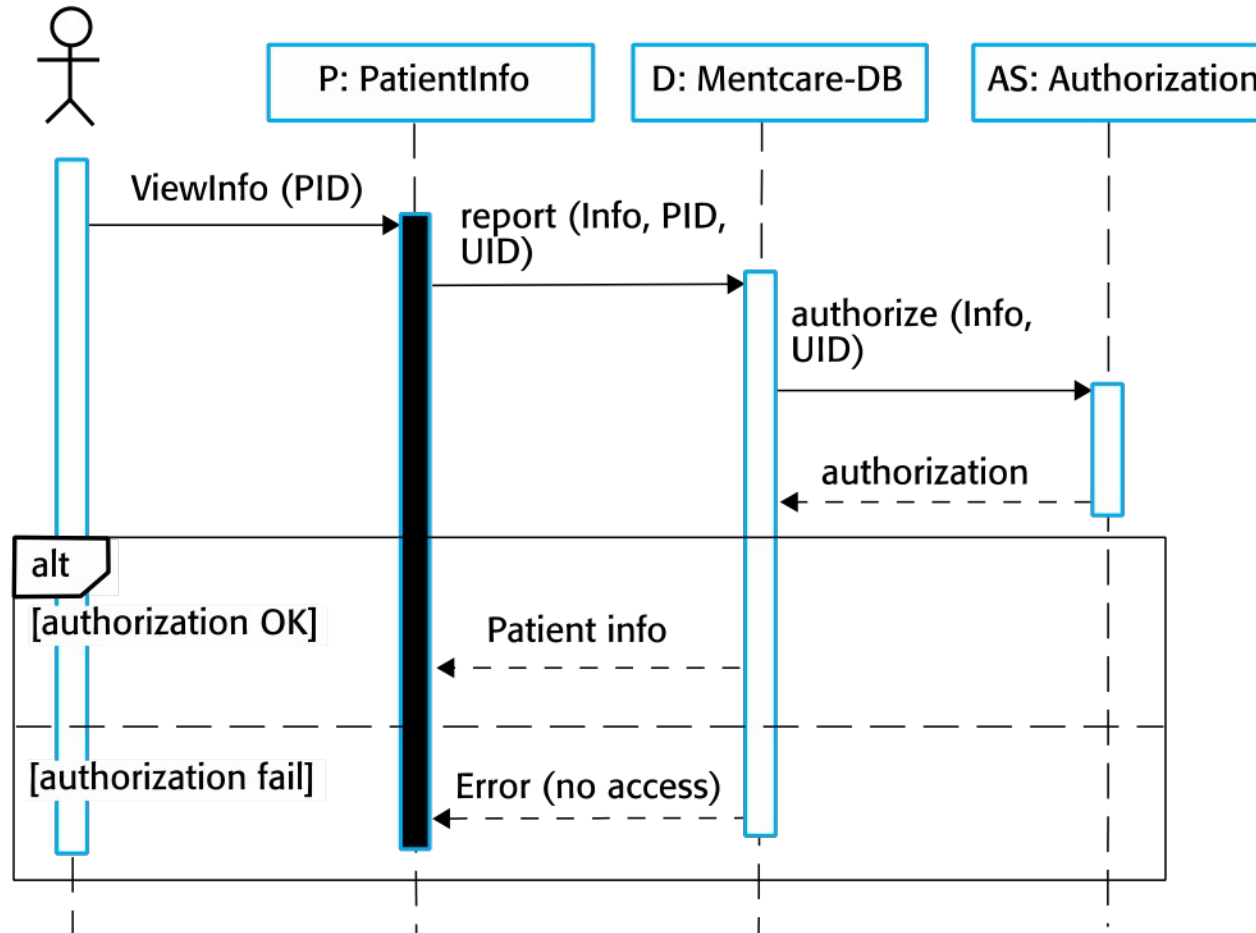 P: PatientInfo
D: Mentcare-DB
AS: Authorization
ViewInfo (PID)
report (Info, PID,
UID)
authorize (Info,
UID)
authorization
alt
[authorization OK]
Patient info
[authorization fail]
Error (no access)